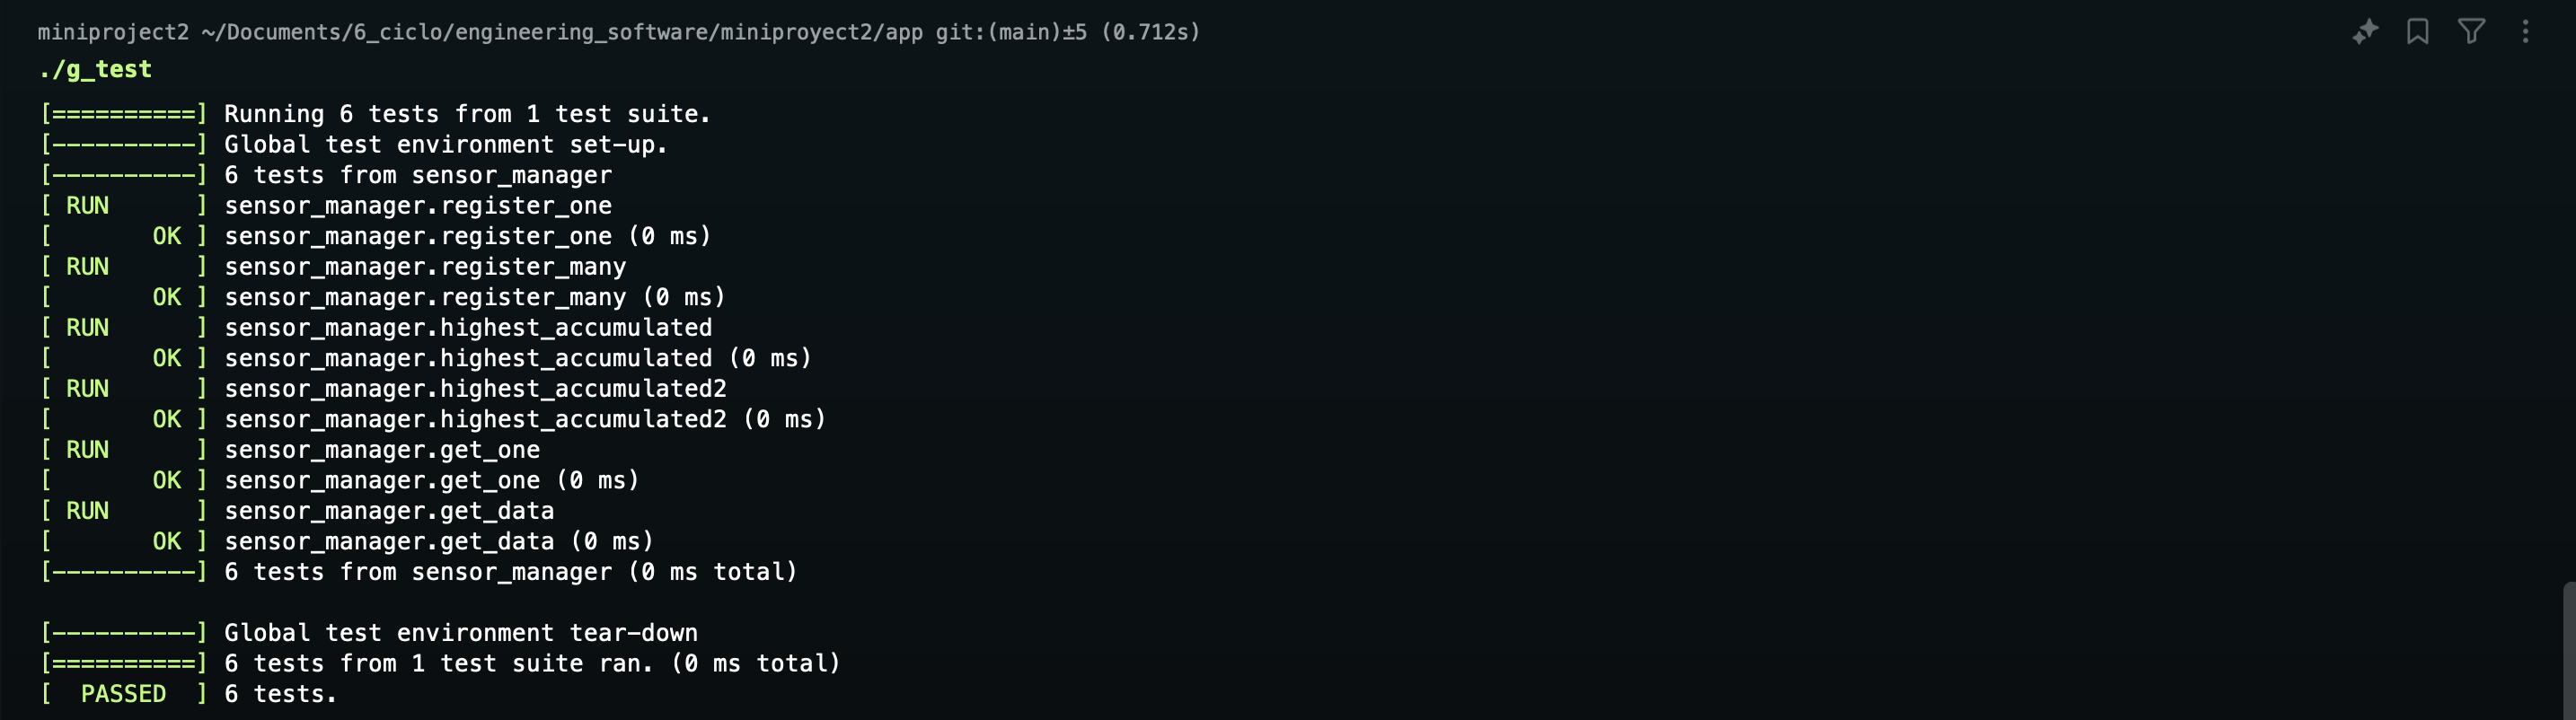 miniproject2 ~/Documents/6_ciclo/engineering_software/miniproyect2/app git:(main)±5 (0.712s)
./g_test
[==========] Running 6 tests from 1 test suite.
[----------] Global test environment set-up.
[----------] 6 tests from sensor_manager
[ RUN      ] sensor_manager.register_one
[       OK ] sensor_manager.register_one (0 ms)
[ RUN      ] sensor_manager.register_many
[       OK ] sensor_manager.register_many (0 ms)
[ RUN      ] sensor_manager.highest_accumulated
[       OK ] sensor_manager.highest_accumulated (0 ms)
[ RUN      ] sensor_manager.highest_accumulated2
[       OK ] sensor_manager.highest_accumulated2 (0 ms)
[ RUN      ] sensor_manager.get_one
[       OK ] sensor_manager.get_one (0 ms)
[ RUN      ] sensor_manager.get_data
[       OK ] sensor_manager.get_data (0 ms)
[----------] 6 tests from sensor_manager (0 ms total)
[----------] Global test environment tear-down
[==========] 6 tests from 1 test suite ran. (0 ms total)
[  PASSED  ] 6 tests.